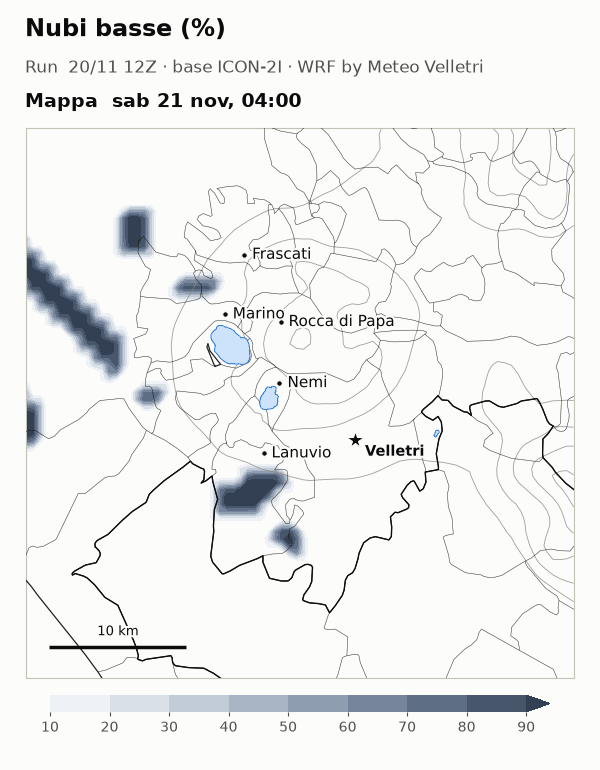 Nubi basse (%)
Run  20/11 12Z · base ICON-2I · WRF by Meteo Velletri
Mappa  sab 21 nov, 04:00
Frascati
Marino
Rocca di Papa
Nemi
Velletri
Lanuvio
10 km
10 20 30 40 50 60 70 80 90